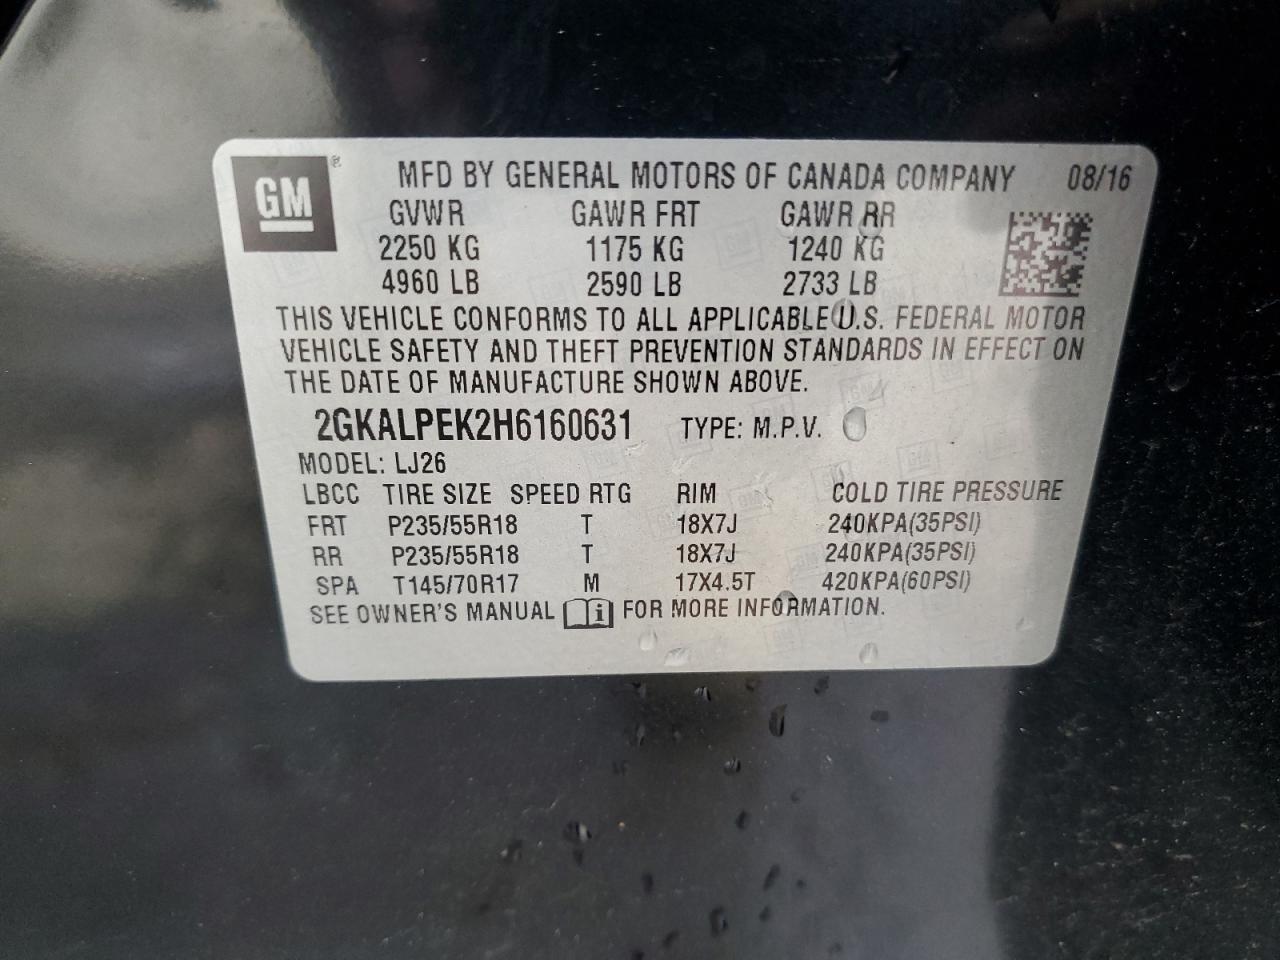 GM ® MFD BY GENERAL MOTORS OF CANADA COMPANY 08/16
GVWR GAWR FRT GAWR RR
2250 KG 1175 KG 1240 KG
4960 LB 2590 LB 2733 LB
THIS VEHICLE CONFORMS TO ALL APPLICABLE U.S. FEDERAL MOTOR
VEHICLE SAFETY AND THEFT PREVENTION STANDARDS IN EFFECT ON
THE DATE OF MANUFACTURE SHOWN ABOVE.
2GKALPEK2H6160631 TYPE: M.P.V.
MODEL: LJ26
LBCC TIRE SIZE SPEED RTG RIM COLD TIRE PRESSURE
FRT P235/55R18 T 18X7J 240KPA(35PSI)
RR P235/55R18 T 18X7J 240KPA(35PSI)
SPA T145/70R17 M 17X4.5T 420KPA(60PSI)
SEE OWNER'S MANUAL i FOR MORE INFORMATION.